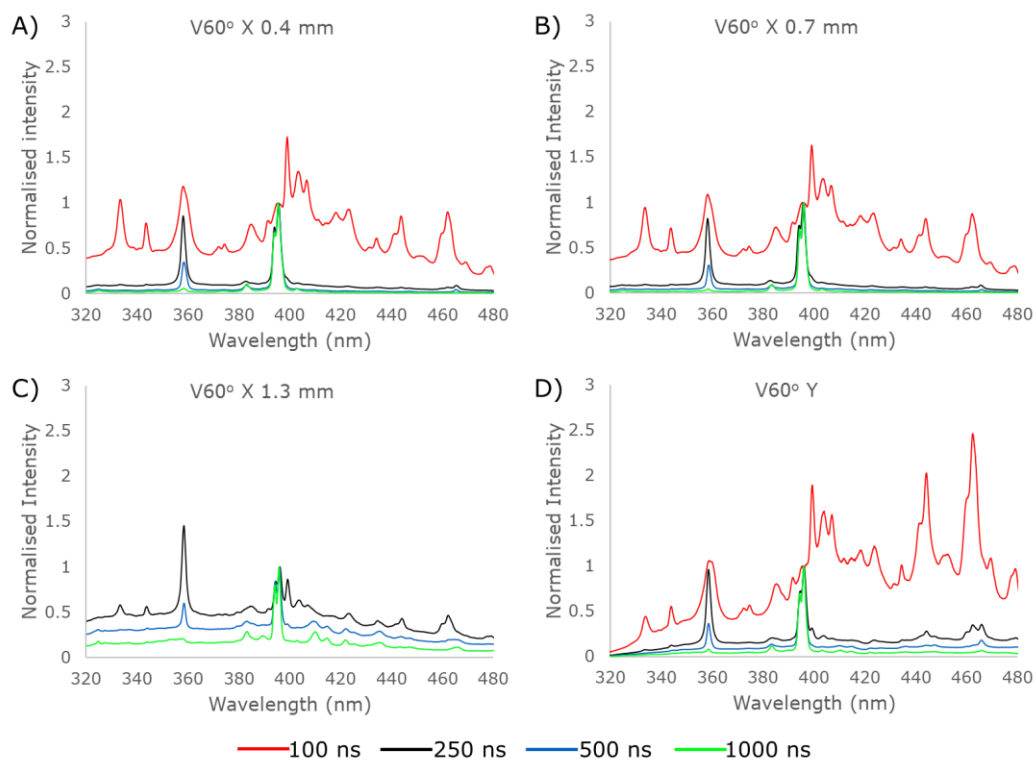 A)
V60° X 0.4 mm
Normalised intensity
3
2.5
2
1.5
1
0.5
0
320 340 360 380 400 420 440 460 480
Wavelength (nm)
B)
V60° X 0.7 mm
Normalised Intensity
3
2.5
2
1.5
1
0.5
0
320 340 360 380 400 420 440 460 480
Wavelength (nm)
C)
V60° X 1.3 mm
Normalised Intensity
3
2.5
2
1.5
1
0.5
0
320 340 360 380 400 420 440 460 480
Wavelength (nm)
D)
V60° Y
Normalised Intensity
3
2.5
2
1.5
1
0.5
0
320 340 360 380 400 420 440 460 480
Wavelength (nm)
100 ns 250 ns 500 ns 1000 ns